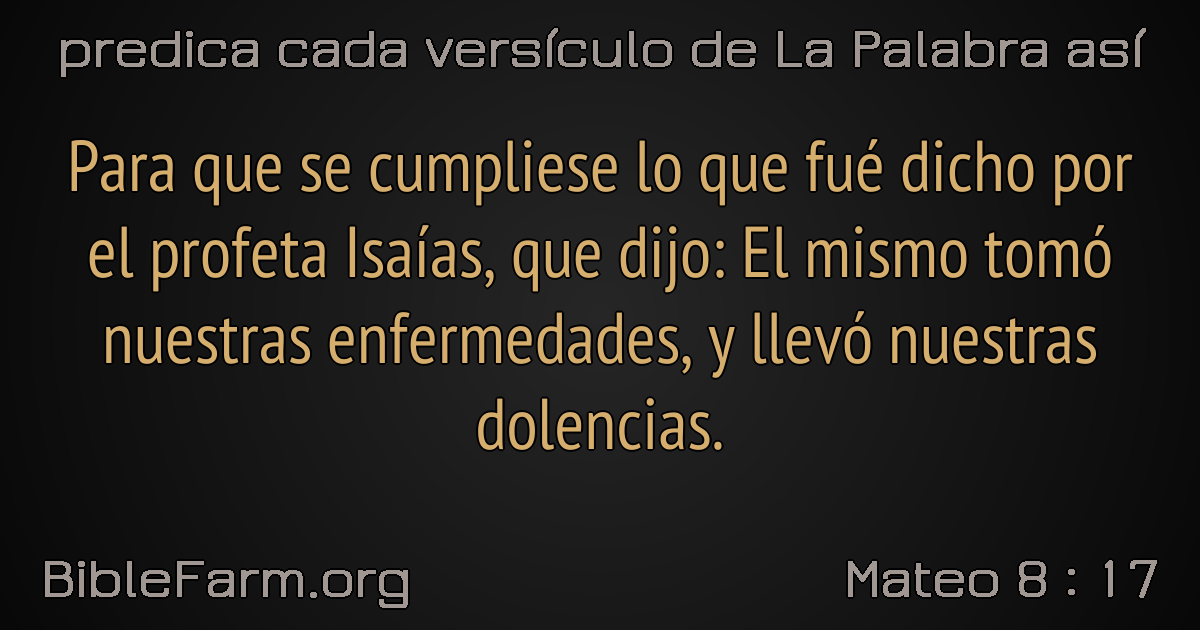 predica cada versículo de La Palabra así
Para que se cumpliese lo que fué dicho por
el profeta Isaías, que dijo: El mismo tomó
nuestras enfermedades, y llevó nuestras
dolencias.
BibleFarm.org
Mateo 8 : 17